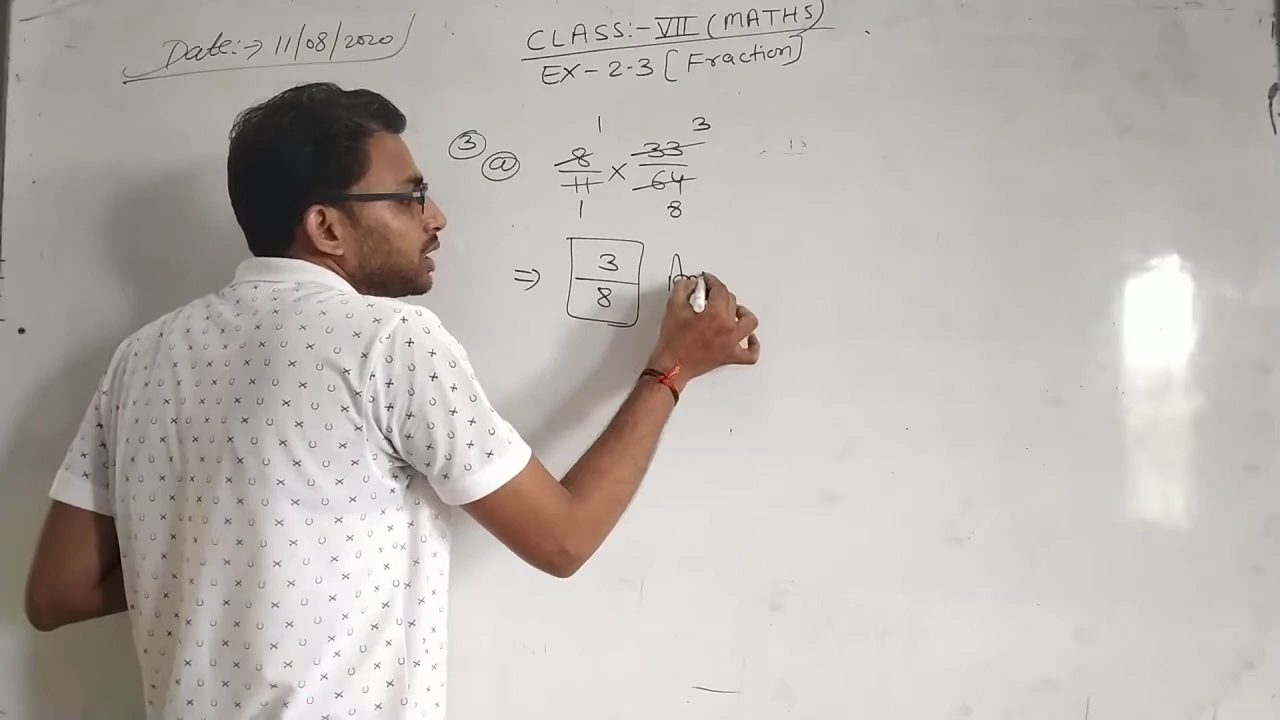 Date:→ 11/08/2020
CLASS:- VII (MATHS)
EX - 2.3 [Fraction]
1 3
③ ⓐ 8/11 × 33/64
1 8
⇒ 3/8 An